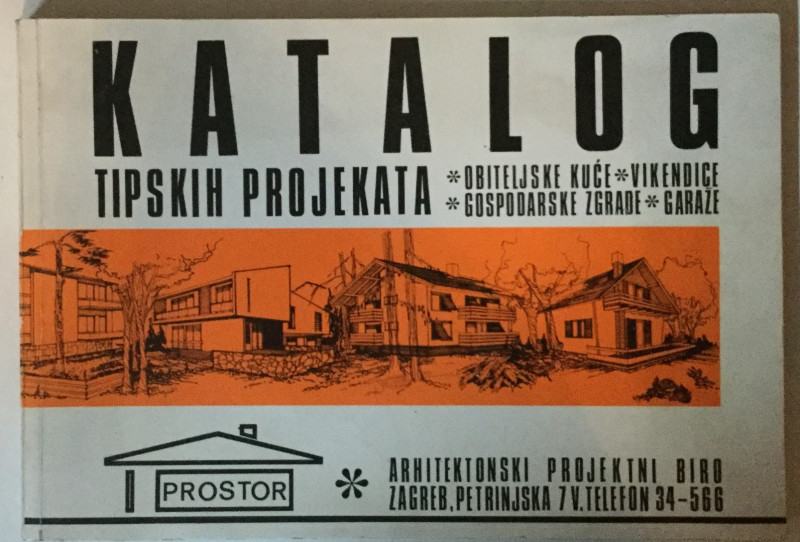 KATALOG
TIPSKIH PROJEKATA
*OBITELJSKE KUĆE*VIKENDICE
*GOSPODARSKE ZGRADE*GARAŽE
PROSTOR
* ARHITEKTONSKI PROJEKTNI BIRO
ZAGREB, PETRINJSKA 7 V. TELEFON 34-566